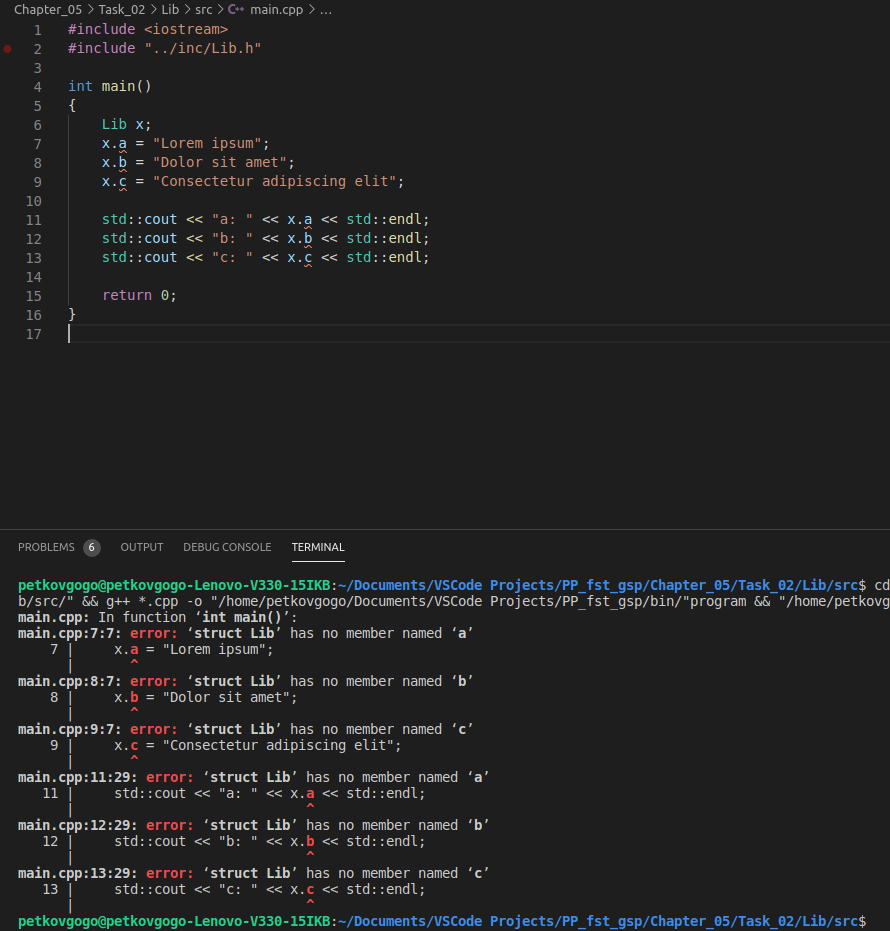 Chapter_05 > Task_02 > Lib > src > C++ main.cpp > ...
1 #include <iostream>
2 #include "../inc/Lib.h"
3
4 int main()
5 {
6     Lib x;
7     x.a = "Lorem ipsum";
8     x.b = "Dolor sit amet";
9     x.c = "Consectetur adipiscing elit";
10
11     std::cout << "a: " << x.a << std::endl;
12     std::cout << "b: " << x.b << std::endl;
13     std::cout << "c: " << x.c << std::endl;
14
15     return 0;
16 }
17
PROBLEMS 6 OUTPUT DEBUG CONSOLE TERMINAL
petkovgogo@petkovgogo-Lenovo-V330-15IKB:~/Documents/VSCode Projects/PP_fst_gsp/Chapter_05/Task_02/Lib/src$ cd
b/src/" && g++ *.cpp -o "/home/petkovgogo/Documents/VSCode Projects/PP_fst_gsp/bin/"program && "/home/petkovg
main.cpp: In function ‘int main()’:
main.cpp:7:7: error: ‘struct Lib’ has no member named ‘a’
    7 |     x.a = "Lorem ipsum";
      |       ^
main.cpp:8:7: error: ‘struct Lib’ has no member named ‘b’
    8 |     x.b = "Dolor sit amet";
      |       ^
main.cpp:9:7: error: ‘struct Lib’ has no member named ‘c’
    9 |     x.c = "Consectetur adipiscing elit";
      |       ^
main.cpp:11:29: error: ‘struct Lib’ has no member named ‘a’
   11 |     std::cout << "a: " << x.a << std::endl;
      |                             ^
main.cpp:12:29: error: ‘struct Lib’ has no member named ‘b’
   12 |     std::cout << "b: " << x.b << std::endl;
      |                             ^
main.cpp:13:29: error: ‘struct Lib’ has no member named ‘c’
   13 |     std::cout << "c: " << x.c << std::endl;
      |                             ^
petkovgogo@petkovgogo-Lenovo-V330-15IKB:~/Documents/VSCode Projects/PP_fst_gsp/Chapter_05/Task_02/Lib/src$